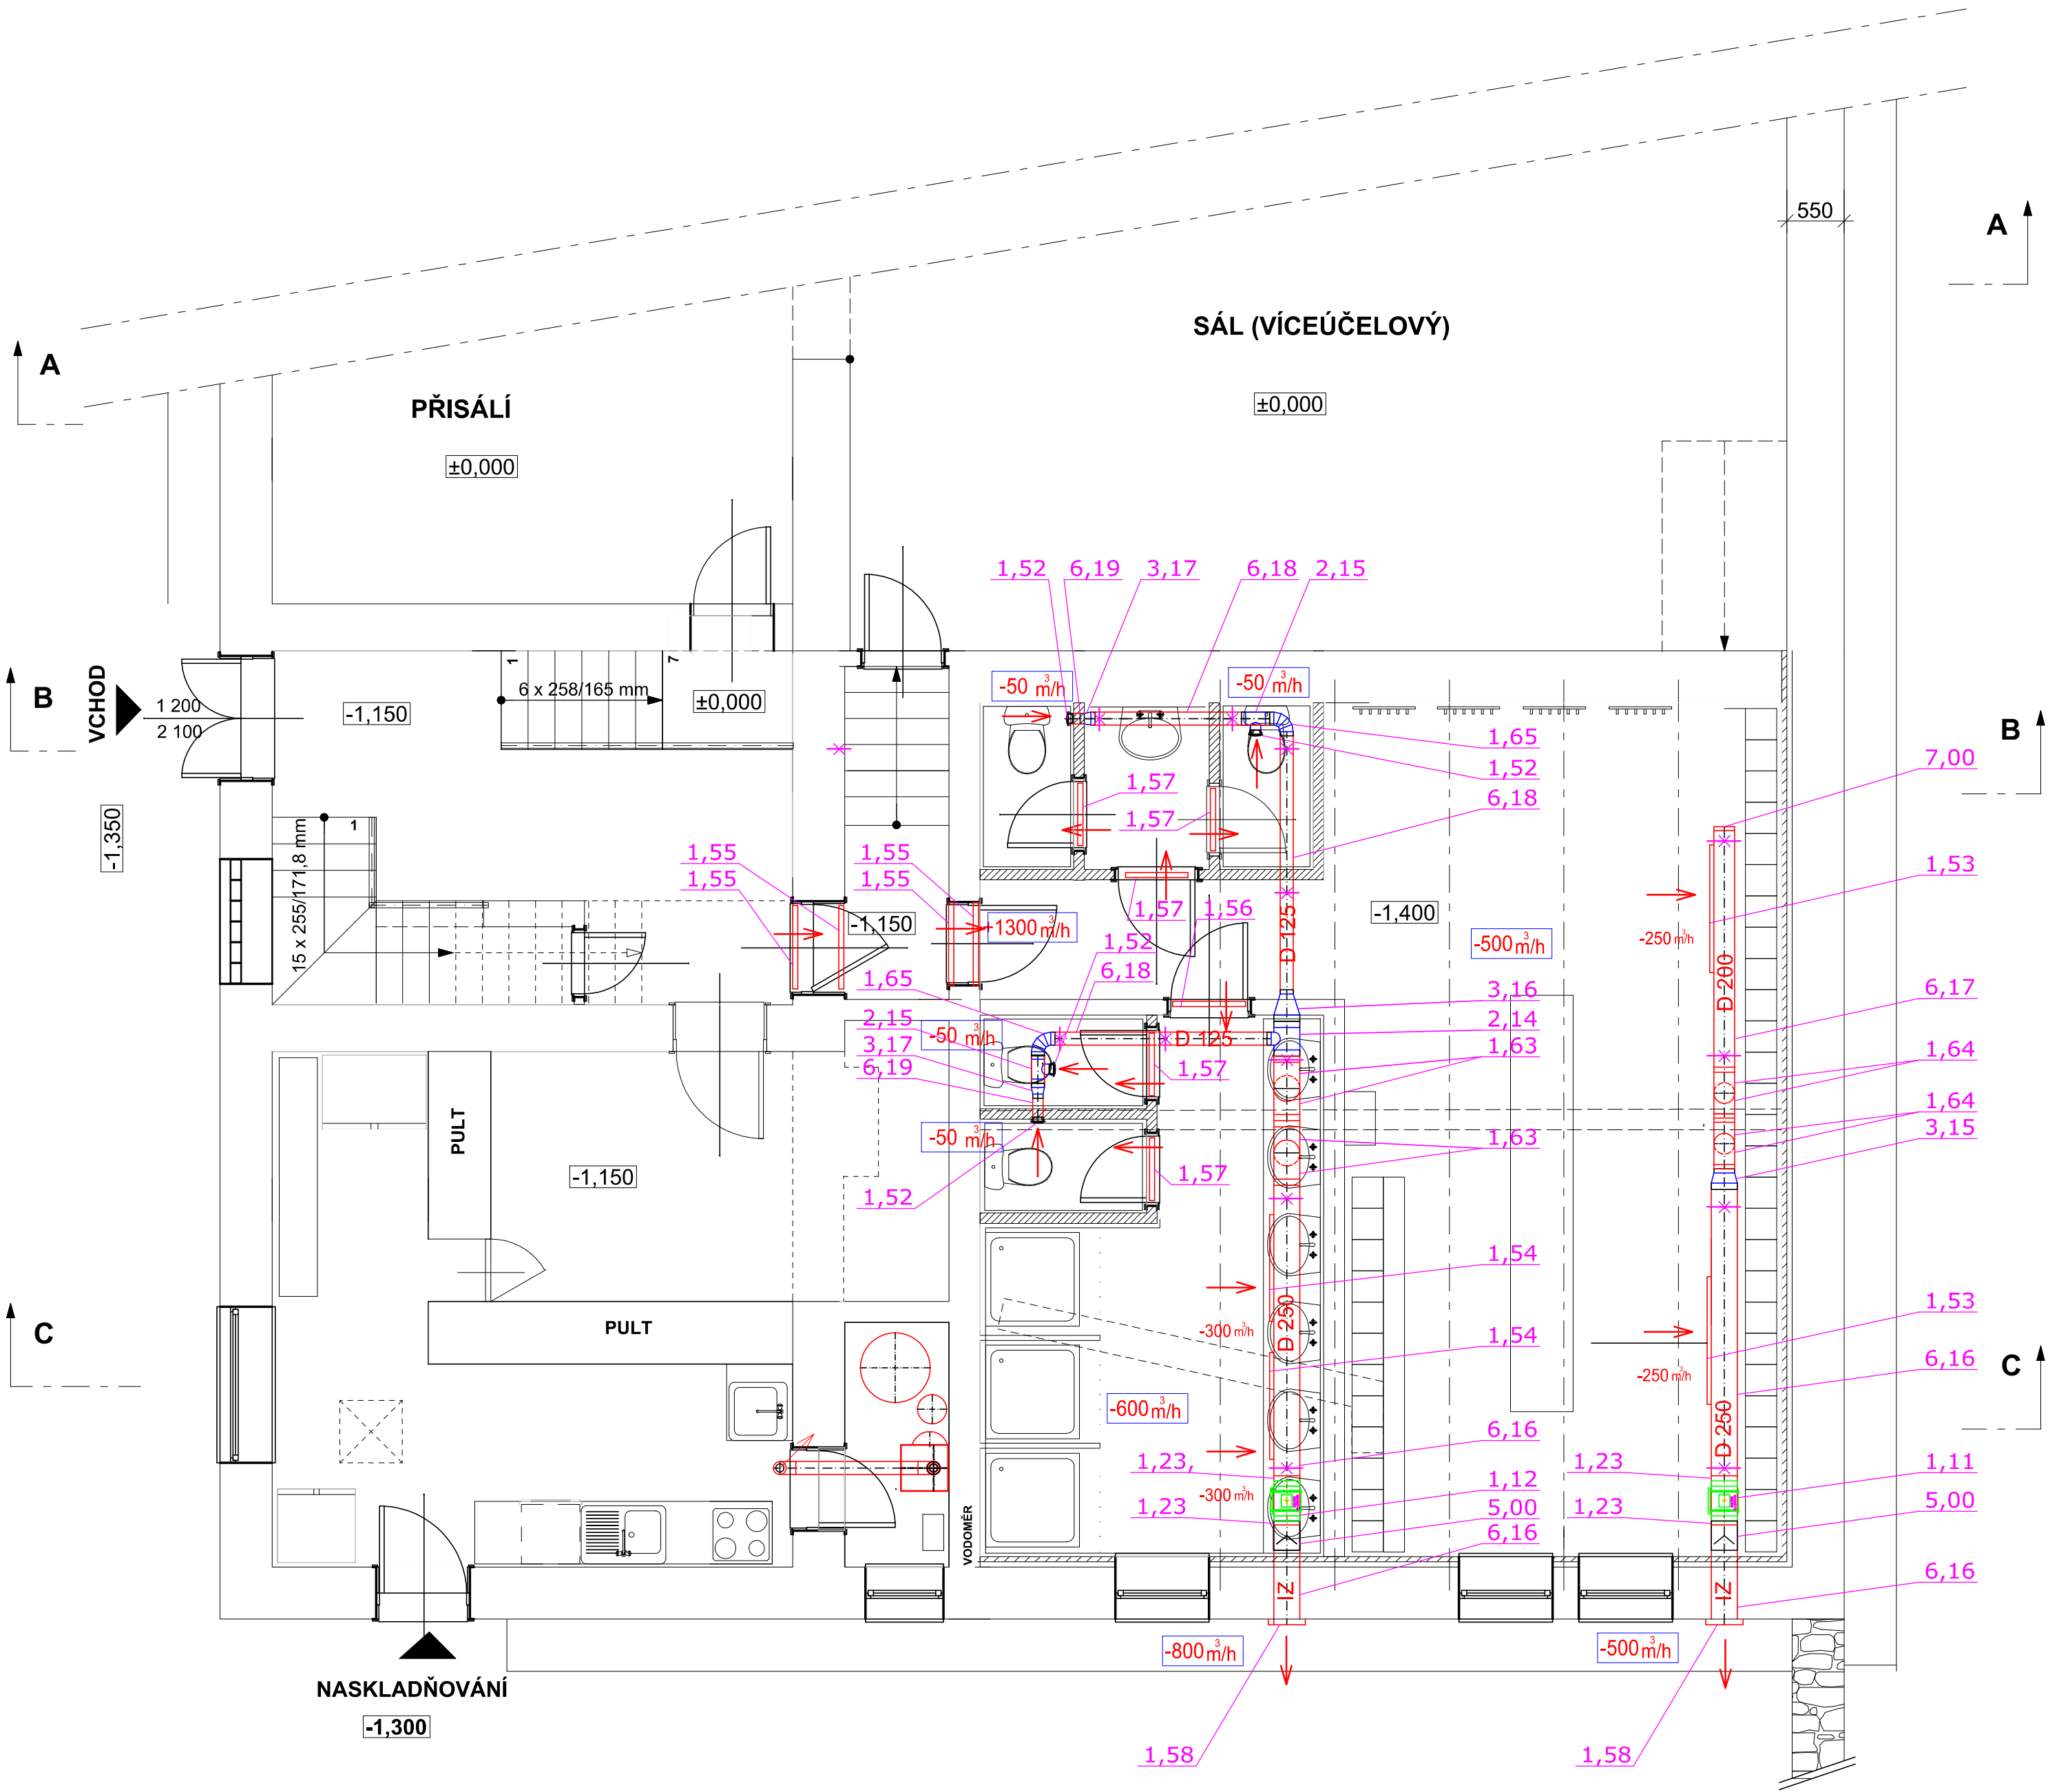 550
A
A
SÁL (VÍCEÚČELOVÝ)
±0,000
PŘISÁLÍ
±0,000
1,52
6,19
3,17
6,18
2,15
VCHOD
B
1 200
2 100
-1,150
1
7
6 x 258/165 mm
±0,000
-50 m³/h
-50 m³/h
B
1,65
1,52
6,18
7,00
1,57
1,57
-1,350
15 x 255/171,8 mm
1
1,55
1,55
1,55
1,55
-1,150
+1300 m³/h
1,57
1,56
1,52
6,18
D 125
-1,400
-500 m³/h
-250 m³/h
1,53
D 200
1,65
2,15
3,17
6,19
-50 m³/h
D 125
3,16
2,14
1,63
6,17
1,64
1,64
3,15
1,57
-50 m³/h
1,63
1,57
1,52
PULT
-1,150
1,54
D 250
-300 m³/h
1,54
1,53
-250 m³/h
6,16
C
C
PULT
-600 m³/h
D 250
6,16
1,23,
1,12
1,23
1,11
-300 m³/h
1,23
5,00
1,23
5,00
6,16
VODOMĚR
IZ
IZ
6,16
-800 m³/h
-500 m³/h
NASKLADŇOVÁNÍ
-1,300
1,58
1,58